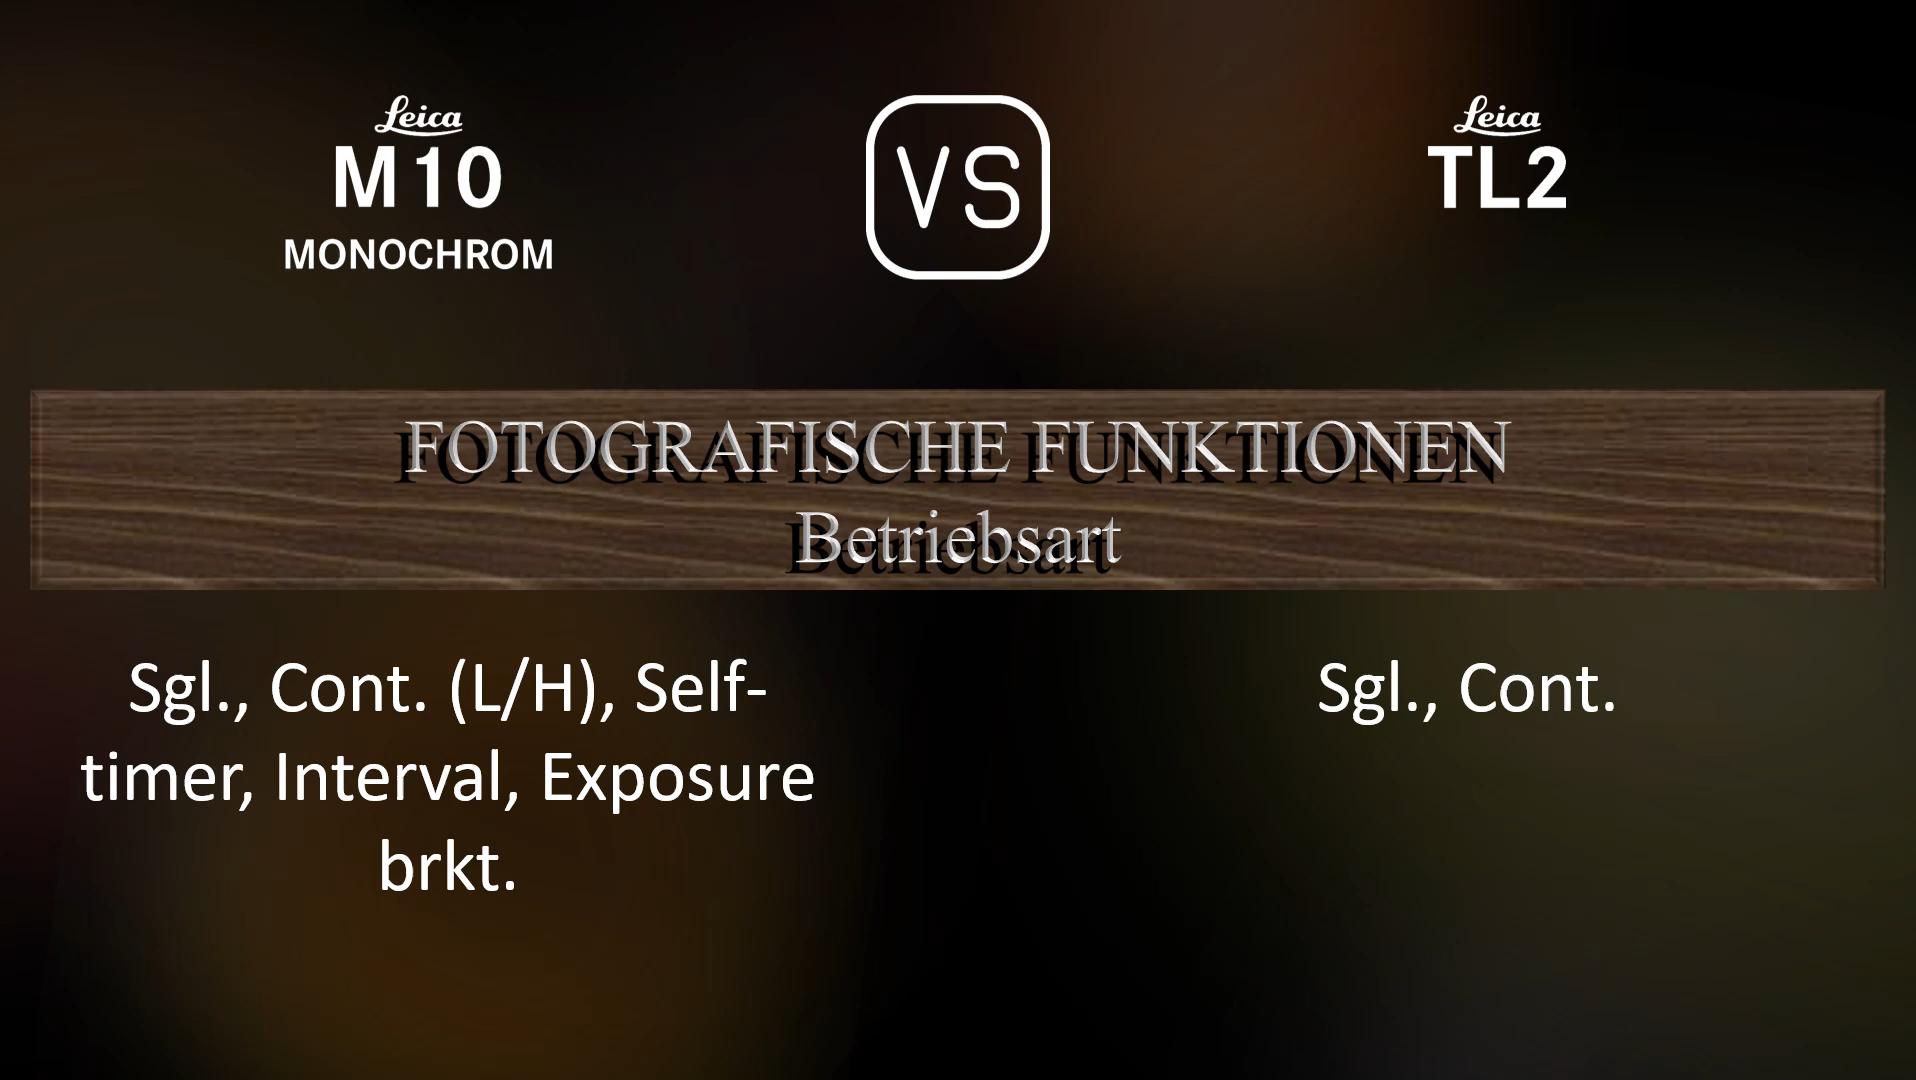 Leica
M10
MONOCHROM
VS
Leica
TL2
FOTOGRAFISCHE FUNKTIONEN
Betriebsart
Sgl., Cont. (L/H), Self-
timer, Interval, Exposure
brkt.
Sgl., Cont.